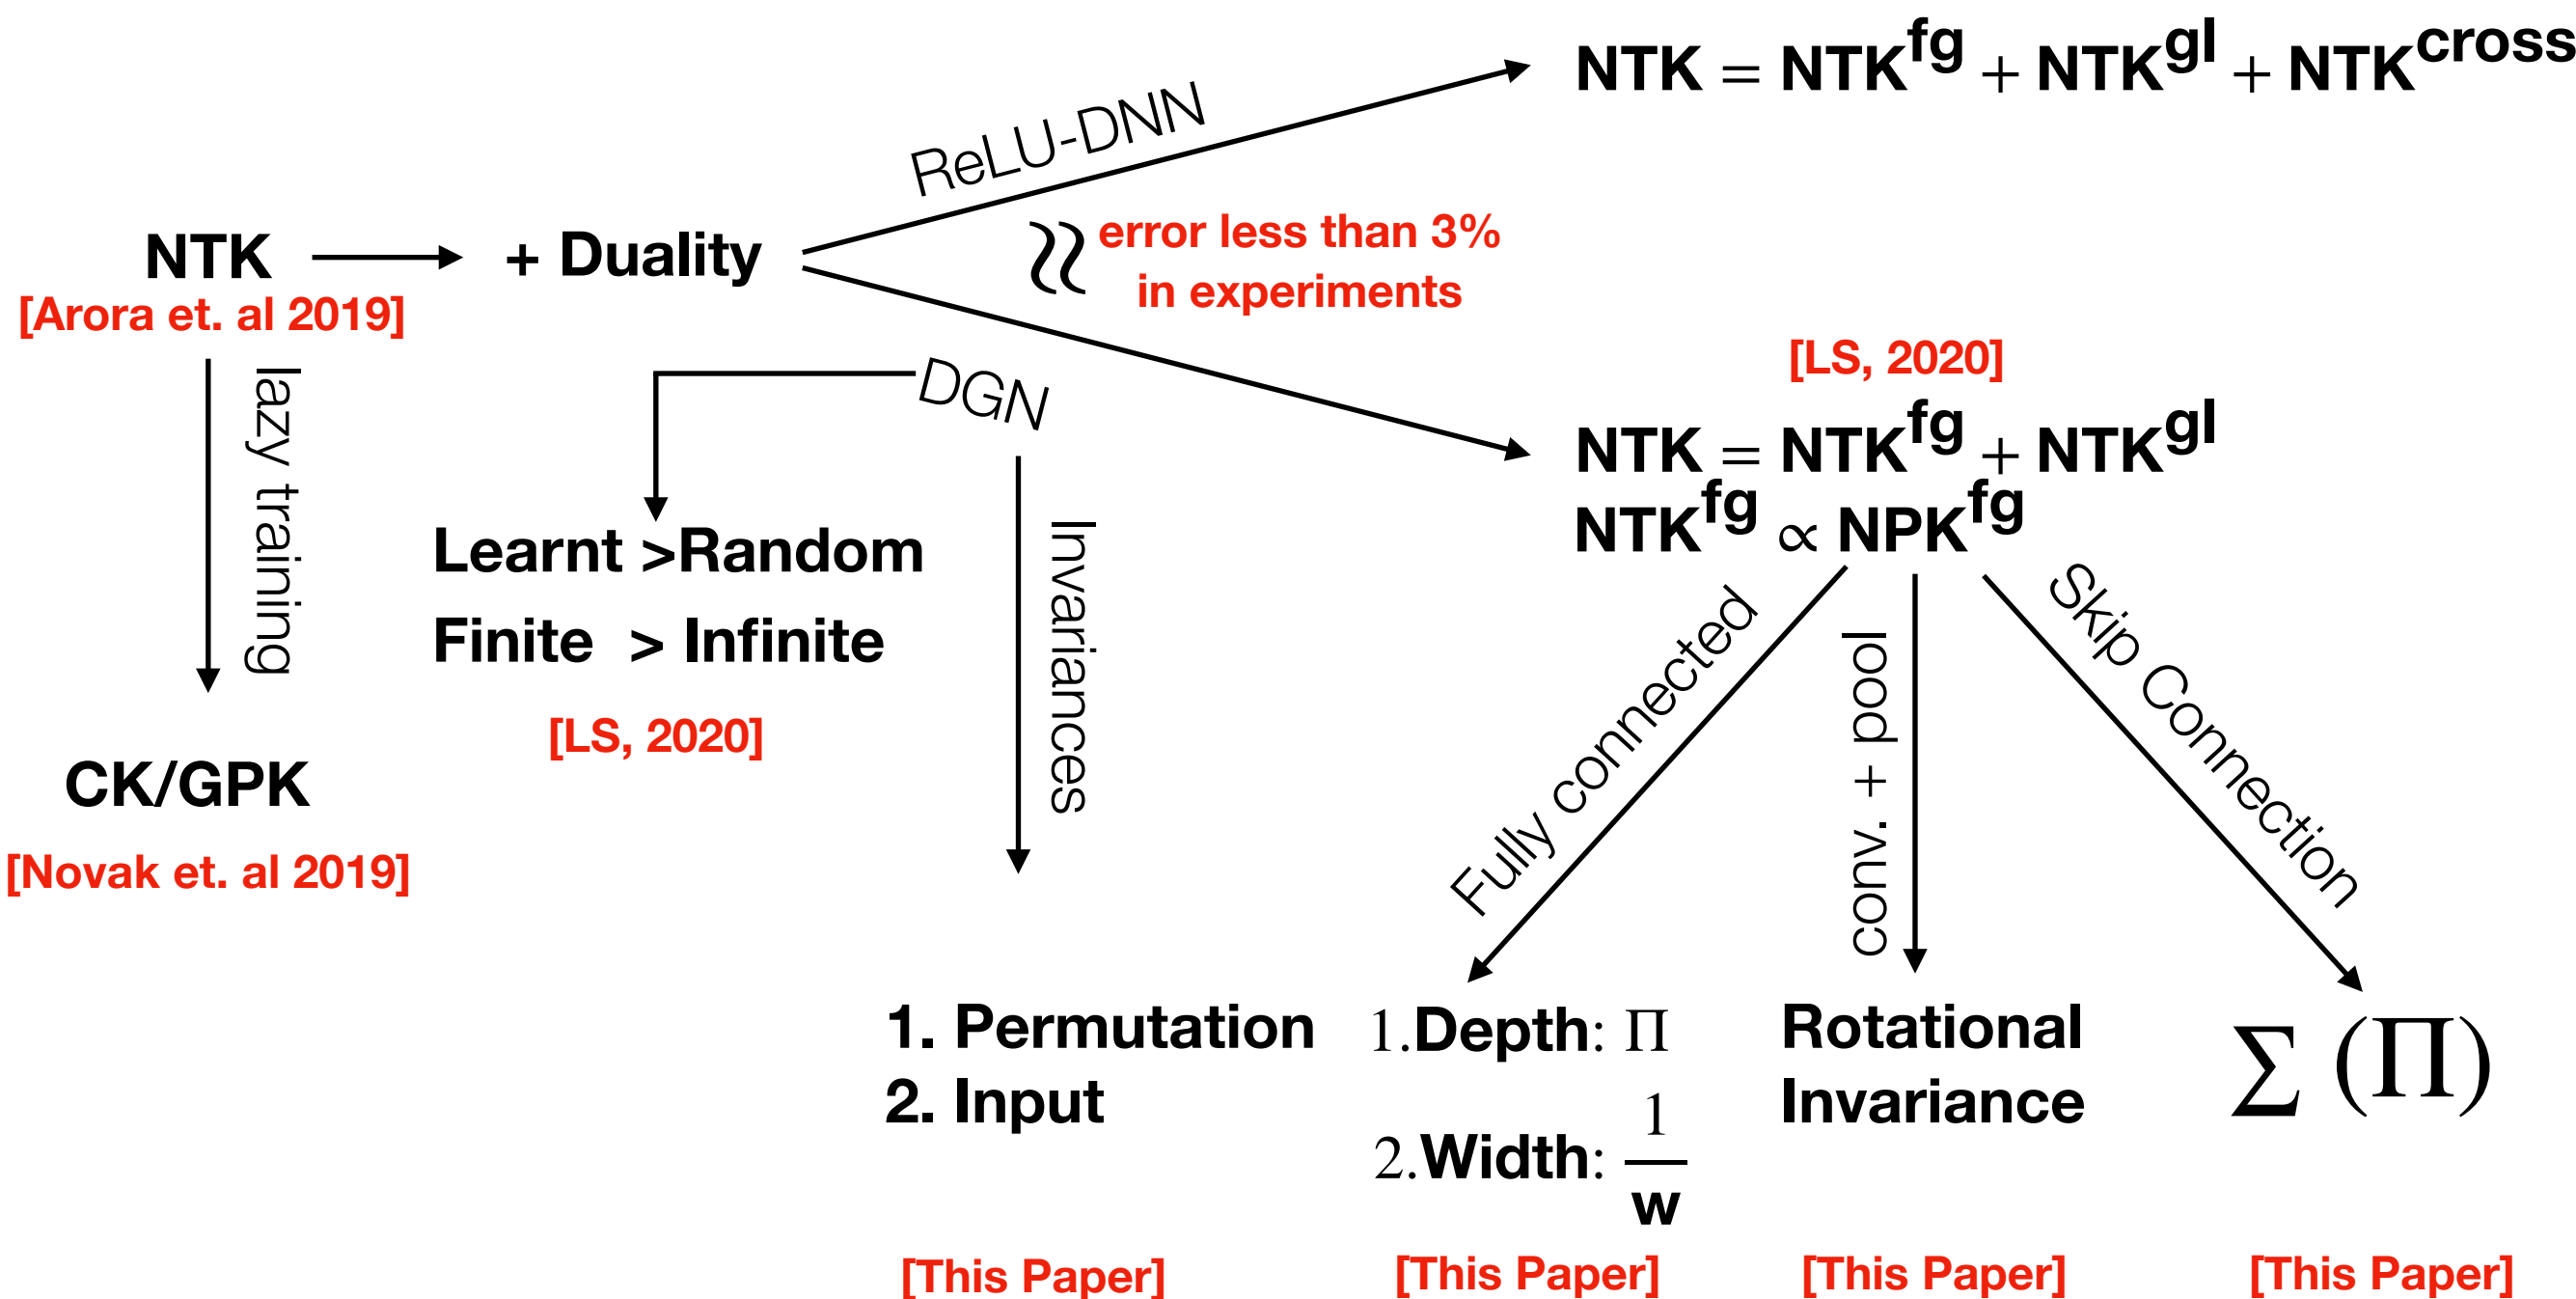 NTK = NTK^fg + NTK^gl + NTK^cross
ReLU-DNN
NTK
[Arora et. al 2019]
+ Duality
≈ error less than 3%
in experiments
lazy training
DGN
[LS, 2020]
NTK = NTK^fg + NTK^gl
NTK^fg ∝ NPK^fg
Learnt >Random
Finite > Infinite
[LS, 2020]
Invariances
CK/GPK
[Novak et. al 2019]
Fully connected
conv. + pool
Skip Connection
1. Permutation
2. Input
[This Paper]
1.Depth: Π
2.Width: 1/w
[This Paper]
Rotational
Invariance
[This Paper]
∑ (Π)
[This Paper]